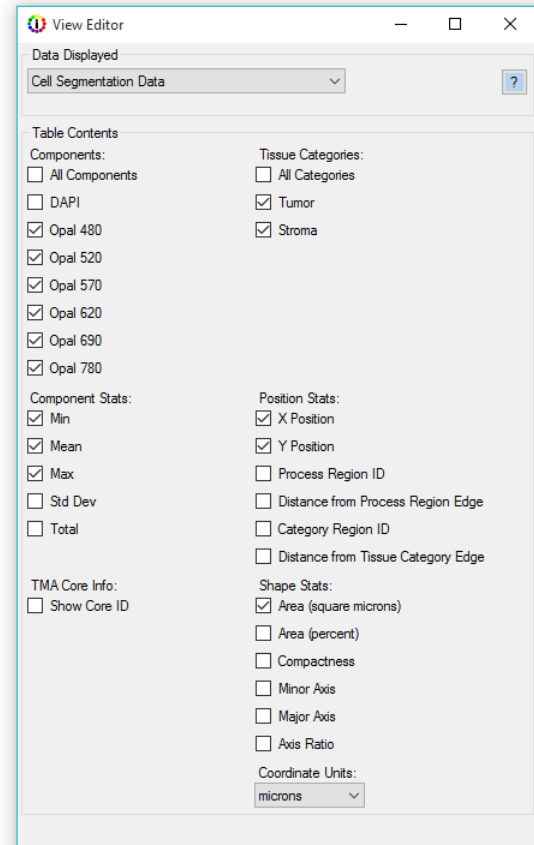 View Editor
Data Displayed
Cell Segmentation Data
?
Table Contents
Components:
All Components
DAPI
Opal 480
Opal 520
Opal 570
Opal 620
Opal 690
Opal 780
Tissue Categories:
All Categories
Tumor
Stroma
Component Stats:
Min
Mean
Max
Std Dev
Total
Position Stats:
X Position
Y Position
Process Region ID
Distance from Process Region Edge
Category Region ID
Distance from Tissue Category Edge
TMA Core Info:
Show Core ID
Shape Stats:
Area (square microns)
Area (percent)
Compactness
Minor Axis
Major Axis
Axis Ratio
Coordinate Units:
microns